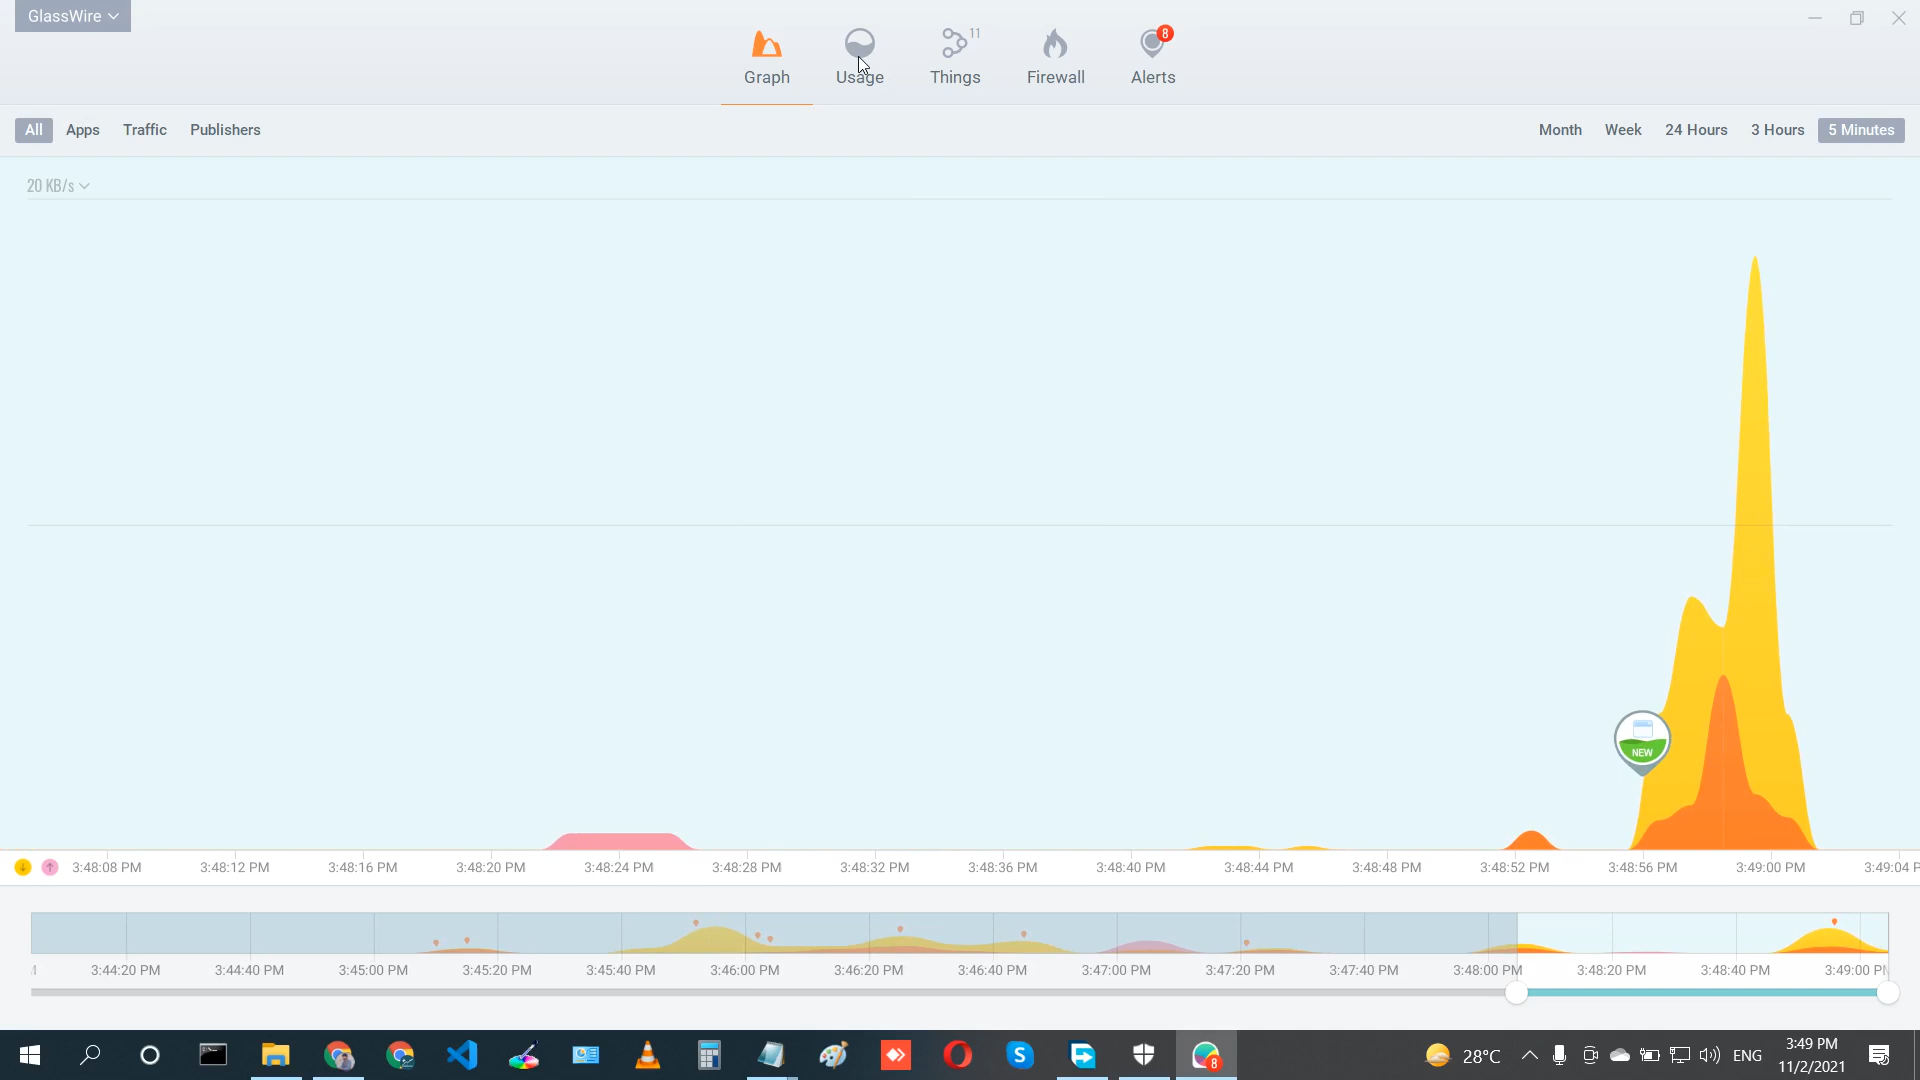 GlassWire
Graph
Usage
Things 11
Firewall
Alerts 8
All Apps Traffic Publishers
Month Week 24 Hours 3 Hours 5 Minutes
20 KB/s
NEW
3:48:08 PM 3:48:12 PM 3:48:16 PM 3:48:20 PM 3:48:24 PM 3:48:28 PM 3:48:32 PM 3:48:36 PM 3:48:40 PM 3:48:44 PM 3:48:48 PM 3:48:52 PM 3:48:56 PM 3:49:00 PM 3:49:04 P
3:44:20 PM 3:44:40 PM 3:45:00 PM 3:45:20 PM 3:45:40 PM 3:46:00 PM 3:46:20 PM 3:46:40 PM 3:47:00 PM 3:47:20 PM 3:47:40 PM 3:48:00 PM 3:48:20 PM 3:48:40 PM 3:49:00 P
8
28°C
ENG
3:49 PM
11/2/2021